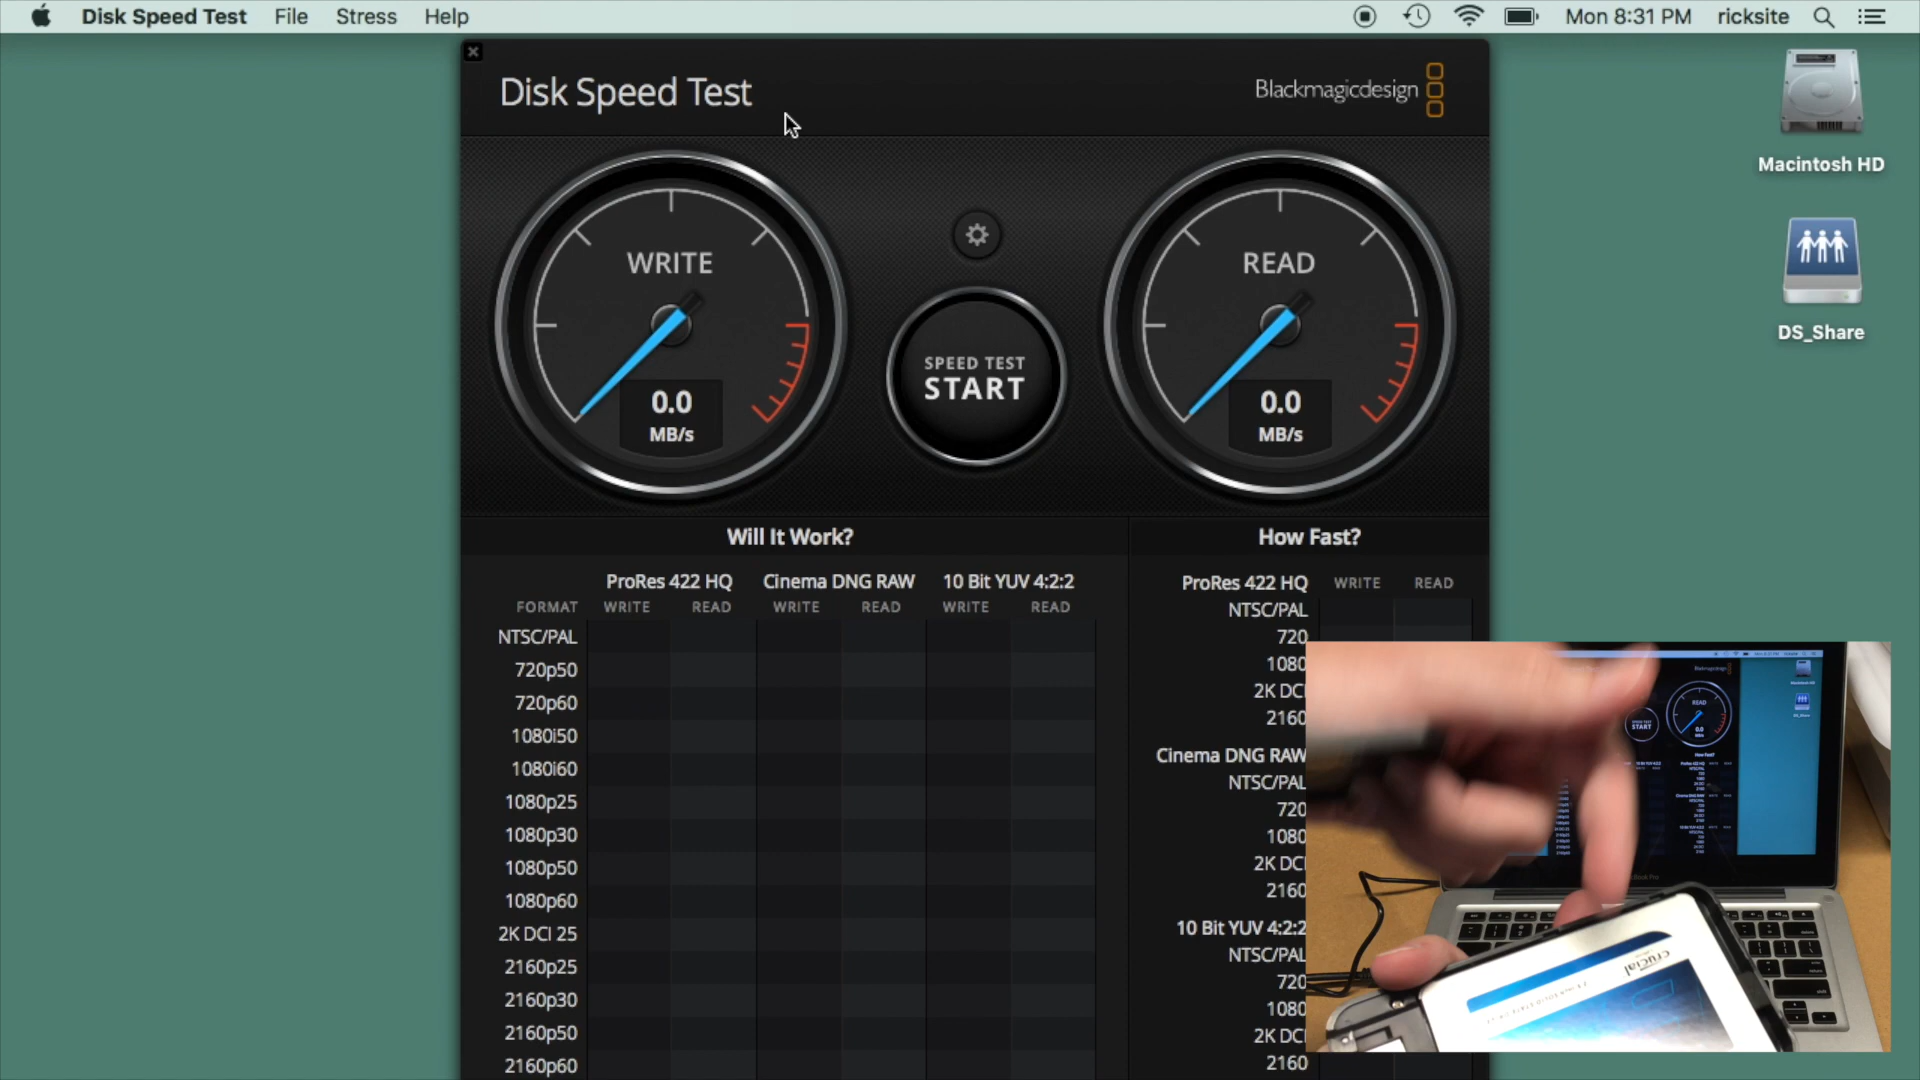 Disk Speed Test File Stress Help Mon 8:31 PM ricksite
Disk Speed Test
Blackmagicdesign
Macintosh HD
DS_Share
WRITE
0.0
MB/s
SPEED TEST
START
READ
0.0
MB/s
Will It Work?
ProRes 422 HQ Cinema DNG RAW 10 Bit YUV 4:2:2
FORMAT WRITE READ WRITE READ WRITE READ
NTSC/PAL
720p50
720p60
1080i50
1080i60
1080p25
1080p30
1080p50
1080p60
2K DCI 25
2160p25
2160p30
2160p50
2160p60
How Fast?
ProRes 422 HQ WRITE READ
NTSC/PAL
720
1080
2K DCI
2160
Cinema DNG RAW
NTSC/PAL
720
1080
2K DCI
2160
10 Bit YUV 4:2:2
NTSC/PAL
720
1080
2K DCI
2160
READ
0.0
START
crucial